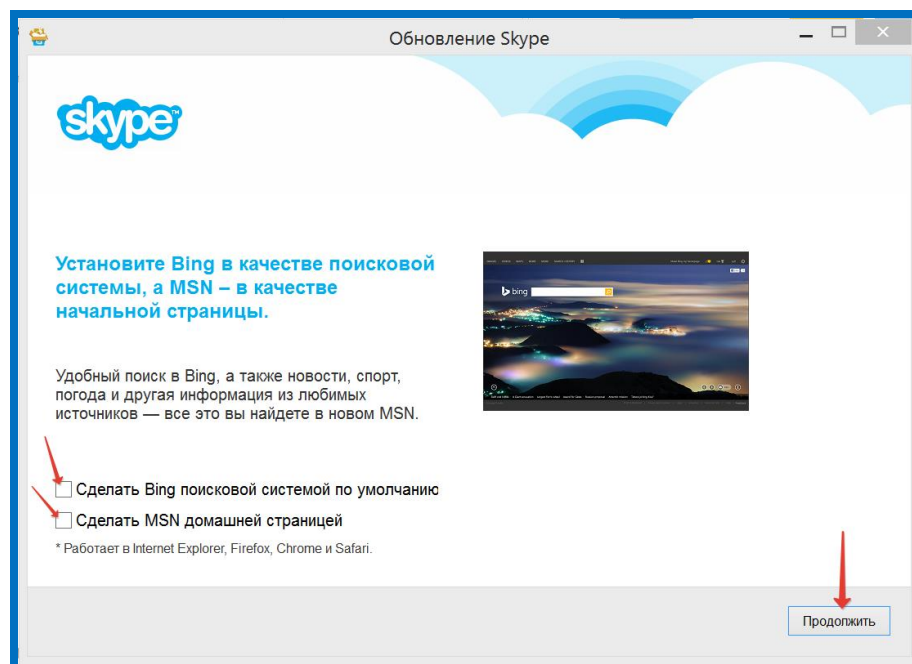 Обновление Skype
skype™
Установите Bing в качестве поисковой
системы, а MSN – в качестве
начальной страницы.
bing
Удобный поиск в Bing, а также новости, спорт,
погода и другая информация из любимых
источников — все это вы найдете в новом MSN.
Сделать Bing поисковой системой по умолчанию
Сделать MSN домашней страницей
* Работает в Internet Explorer, Firefox, Chrome и Safari.
Продолжить